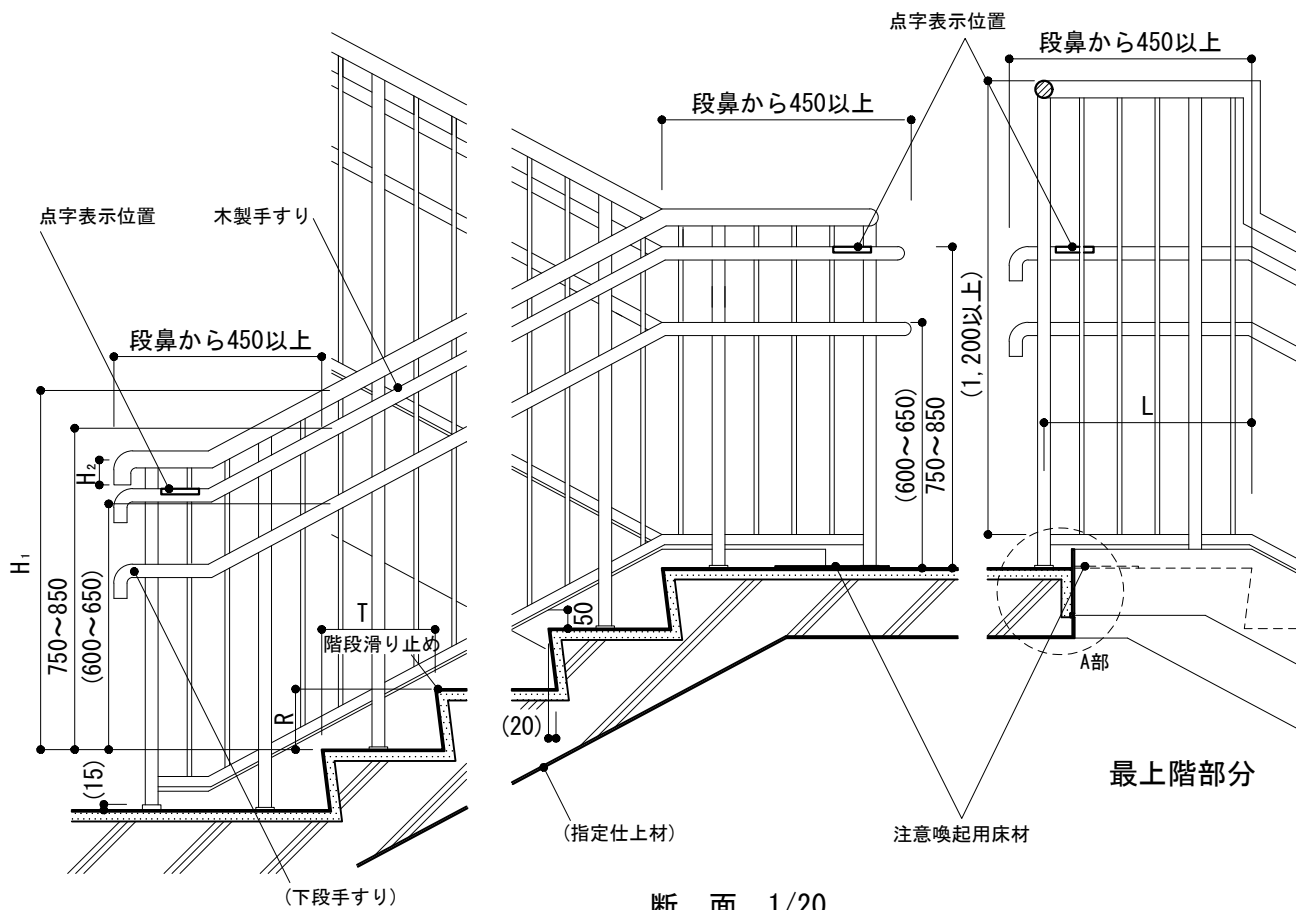 点字表示位置
段鼻から450以上
段鼻から450以上
点字表示位置
木製手すり
段鼻から450以上
(1,200以上)
L
H₂
H₁
750～850
(600～650)
(600～650)
750～850
T
階段滑り止め
R
50
(20)
(15)
A部
最上階部分
(指定仕上材)
注意喚起用床材
(下段手すり)
断 面 1/20